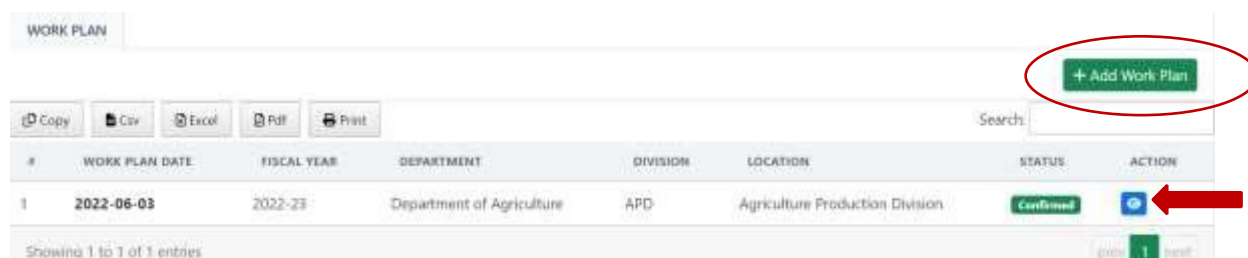 WORK PLAN
+ Add Work Plan
Copy Csv Excel Pdf Print Search:
# WORK PLAN DATE FISCAL YEAR DEPARTMENT DIVISION LOCATION STATUS ACTION
1 2022-06-03 2022-23 Department of Agriculture APD Agriculture Production Division Confirmed
Showing 1 to 1 of 1 entries prev 1 next